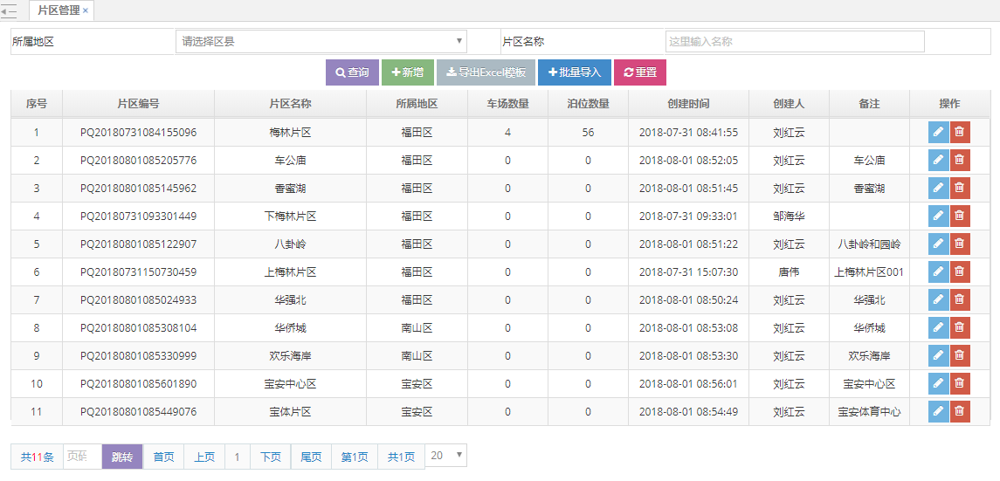 片区管理 ×
所属地区 请选择区县 片区名称 这里输入名称
查询 新增 导出Excel模板 批量导入 重置
序号 片区编号 片区名称 所属地区 车场数量 泊位数量 创建时间 创建人 备注 操作
1 PQ20180731084155096 梅林片区 福田区 4 56 2018-07-31 08:41:55 刘红云
2 PQ20180801085205776 车公庙 福田区 0 0 2018-08-01 08:52:05 刘红云 车公庙
3 PQ20180801085145962 香蜜湖 福田区 0 0 2018-08-01 08:51:45 刘红云 香蜜湖
4 PQ20180731093301449 下梅林片区 福田区 0 0 2018-07-31 09:33:01 邹海华
5 PQ20180801085122907 八卦岭 福田区 0 0 2018-08-01 08:51:22 刘红云 八卦岭和园岭
6 PQ20180731150730459 上梅林片区 福田区 0 0 2018-07-31 15:07:30 唐伟 上梅林片区001
7 PQ20180801085024933 华强北 福田区 0 0 2018-08-01 08:50:24 刘红云 华强北
8 PQ20180801085308104 华侨城 南山区 0 0 2018-08-01 08:53:08 刘红云 华侨城
9 PQ20180801085330999 欢乐海岸 南山区 0 0 2018-08-01 08:53:30 刘红云 欢乐海岸
10 PQ20180801085601890 宝安中心区 宝安区 0 0 2018-08-01 08:56:01 刘红云 宝安中心区
11 PQ20180801085449076 宝体片区 宝安区 0 0 2018-08-01 08:54:49 刘红云 宝安体育中心
共11条 页码 跳转 首页 上页 1 下页 尾页 第1页 共1页 20